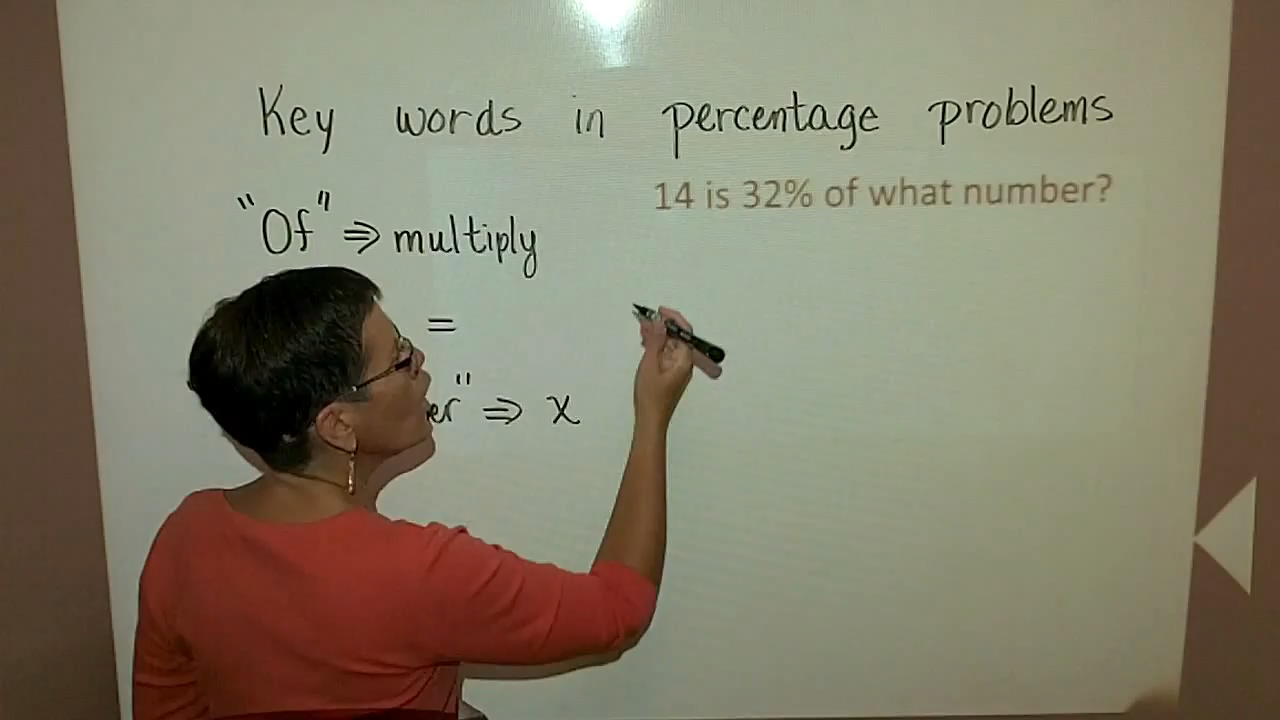 Key words in percentage problems
14 is 32% of what number?
"Of" ⇒ multiply
=
er" ⇒ x